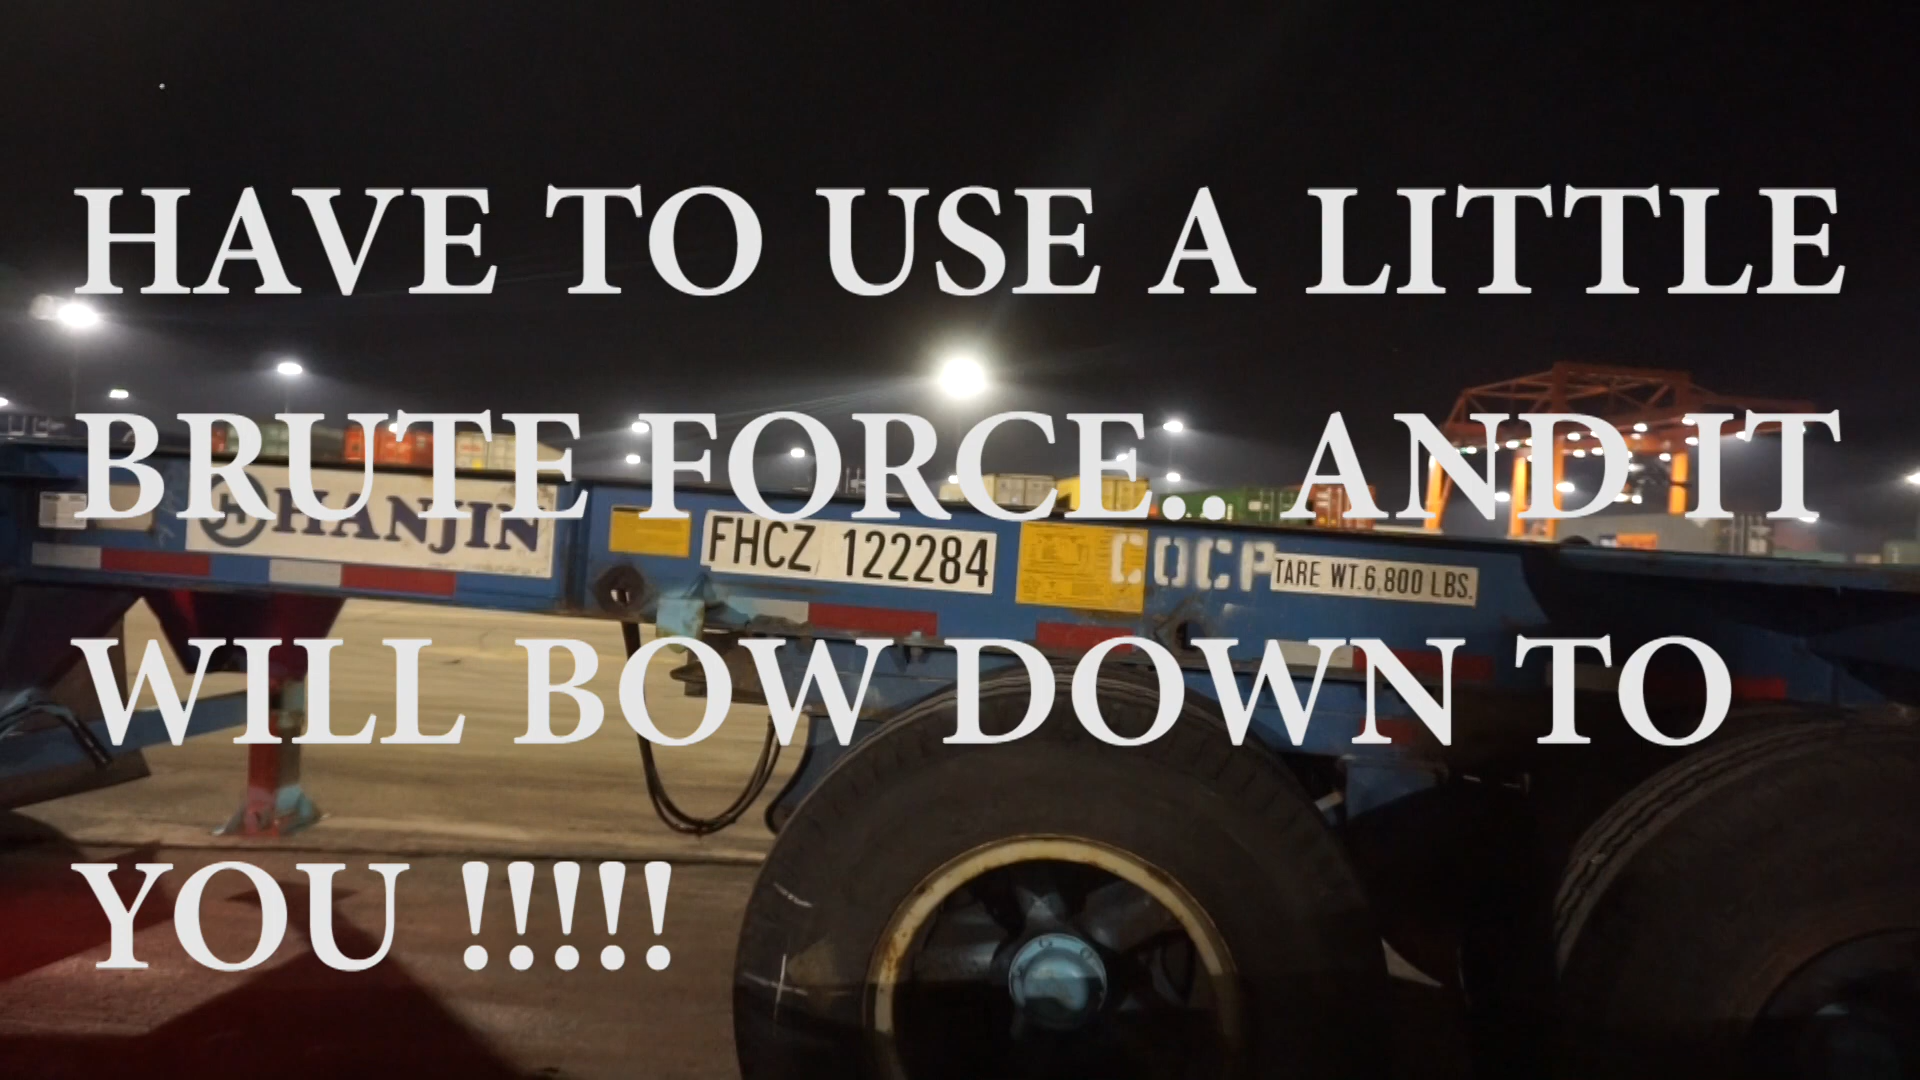 HAVE TO USE A LITTLE
BRUTE FORCE.. AND IT
WILL BOW DOWN TO
YOU !!!!!
HANJIN
FHCZ 122284
COCP
TARE WT.6,800 LBS.